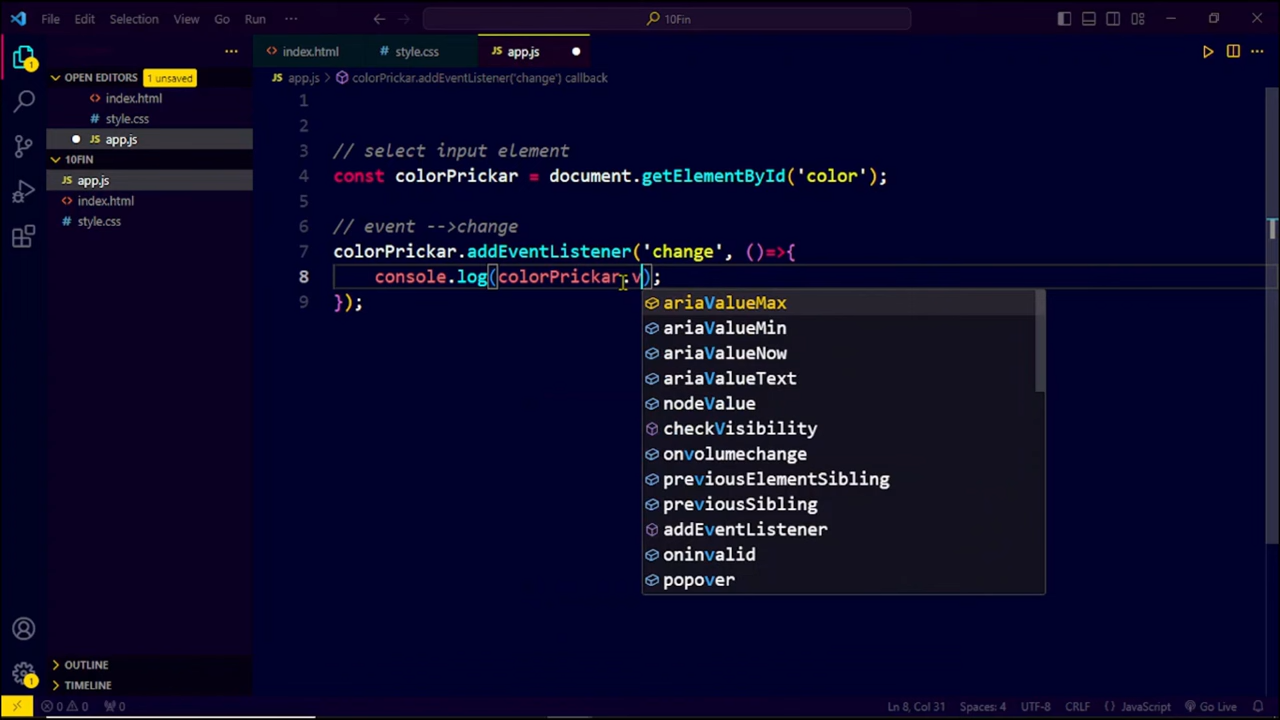 File Edit Selection View Go Run ··· 10Fin
index.html style.css app.js
OPEN EDITORS 1 unsaved
index.html
style.css
app.js
10FIN
app.js
index.html
style.css
OUTLINE
TIMELINE
app.js > colorPrickar.addEventListener('change') callback
1
2
3 // select input element
4 const colorPrickar = document.getElementById('color');
5
6 // event -->change
7 colorPrickar.addEventListener('change', ()=>{
8 console.log(colorPrickar.v);
9 });
ariaValueMax
ariaValueMin
ariaValueNow
ariaValueText
nodeValue
checkVisibility
onvolumechange
previousElementSibling
previousSibling
addEventListener
oninvalid
popover
0 0 0 Ln 8, Col 31 Spaces: 4 UTF-8 CRLF {} JavaScript Go Live